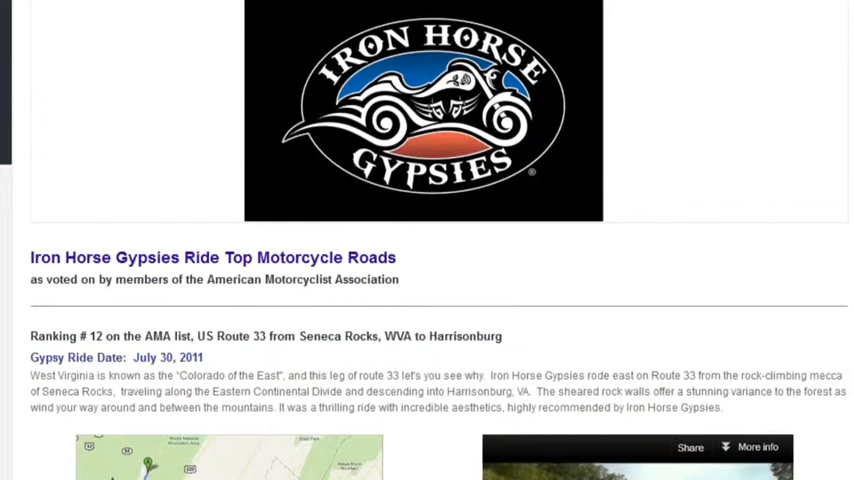 IRON HORSE
GYPSIES
®
Iron Horse Gypsies Ride Top Motorcycle Roads
as voted on by members of the American Motorcyclist Association
Ranking # 12 on the AMA list, US Route 33 from Seneca Rocks, WVA to Harrisonburg
Gypsy Ride Date: July 30, 2011
West Virginia is known as the “Colorado of the East”, and this leg of route 33 let's you see why. Iron Horse Gypsies rode east on Route 33 from the rock-climbing mecca
of Seneca Rocks, traveling along the Eastern Continental Divide and descending into Harrisonburg, VA. The sheared rock walls offer a stunning variance to the forest as
wind your way around and between the mountains. It was a thrilling ride with incredible aesthetics, highly recommended by Iron Horse Gypsies.
Share More info